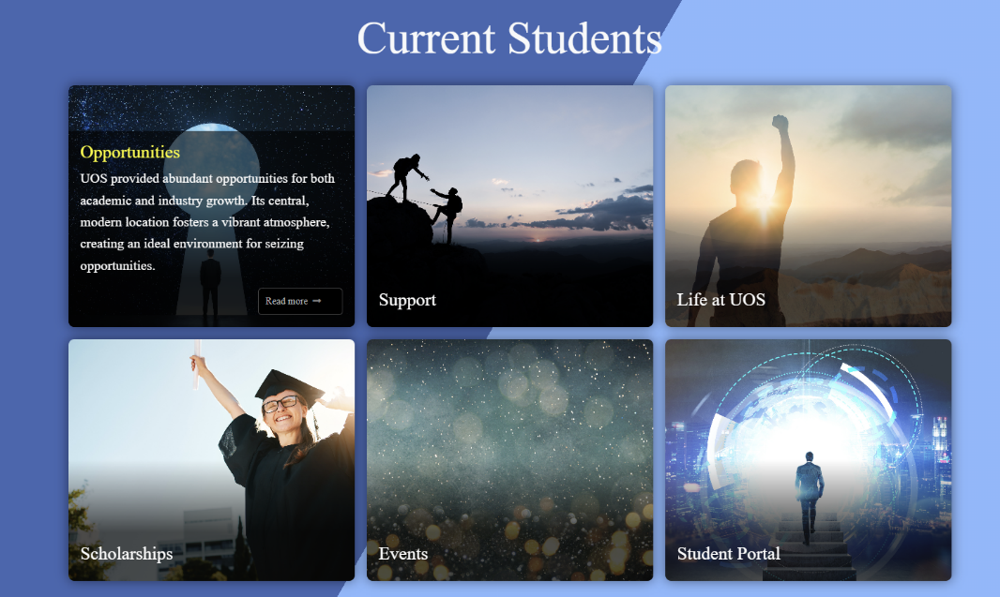 Current Students
Opportunities
UOS provided abundant opportunities for both
academic and industry growth. Its central,
modern location fosters a vibrant atmosphere,
creating an ideal environment for seizing
opportunities.
Read more →
Support
Life at UOS
Scholarships
Events
Student Portal